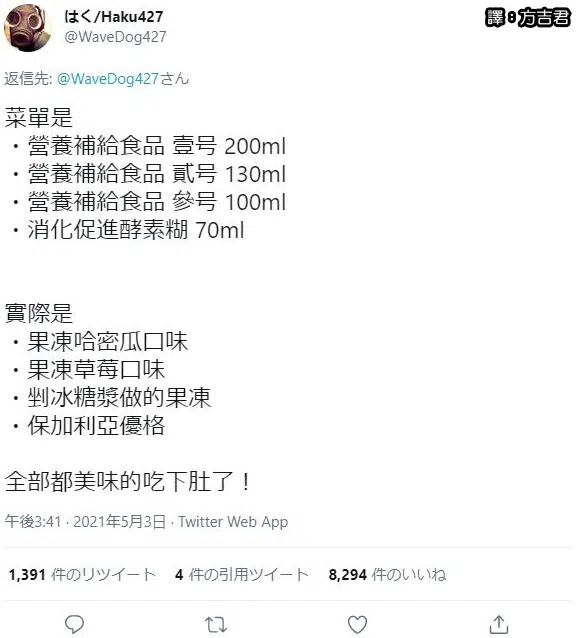 はく/Haku427
@WaveDog427
譯8方吉君
返信先: @WaveDog427さん
菜單是
・營養補給食品 壹号 200ml
・營養補給食品 貳号 130ml
・營養補給食品 參号 100ml
・消化促進酵素糊 70ml
實際是
・果凍哈密瓜口味
・果凍草莓口味
・剉冰糖漿做的果凍
・保加利亞優格
全部都美味的吃下肚了！
午後3:41 · 2021年5月3日 · Twitter Web App
1,391 件のリツイート 4 件の引用ツイート 8,294 件のいいね